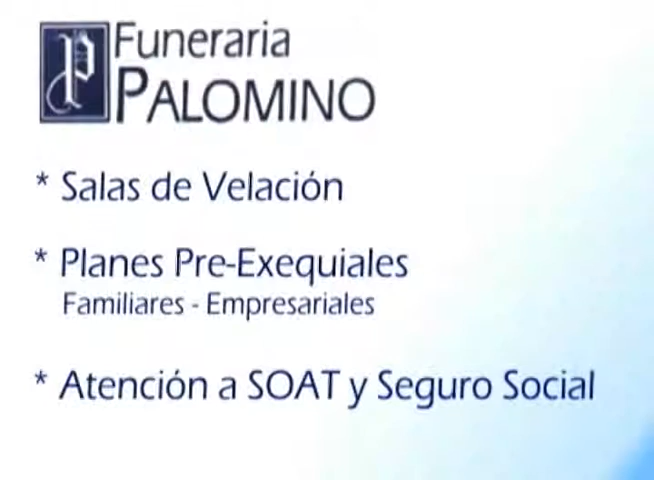 P
Funeraria
PALOMINO
* Salas de Velación
* Planes Pre-Exequiales
Familiares - Empresariales
* Atención a SOAT y Seguro Social